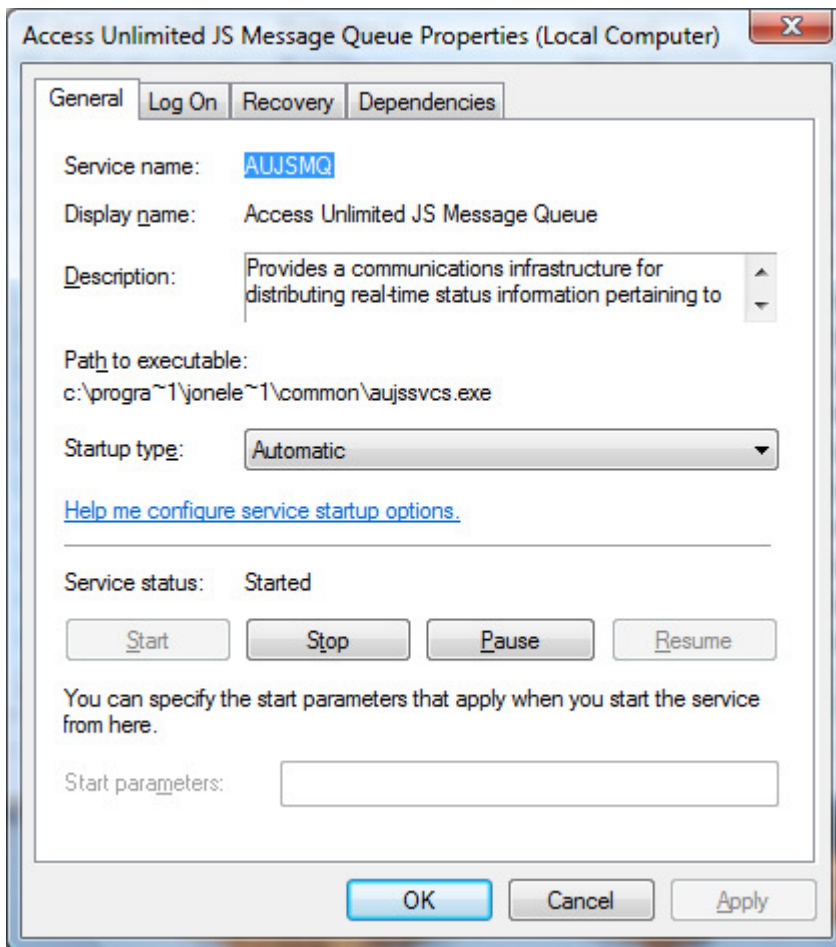 Access Unlimited JS Message Queue Properties (Local Computer)
General Log On Recovery Dependencies
Service name: AUJSMQ
Display name: Access Unlimited JS Message Queue
Description: Provides a communications infrastructure for
distributing real-time status information pertaining to
Path to executable:
c:\progra~1\jonele~1\common\aujssvcs.exe
Startup type: Automatic
Help me configure service startup options.
Service status: Started
Start Stop Pause Resume
You can specify the start parameters that apply when you start the service
from here.
Start parameters:
OK Cancel Apply